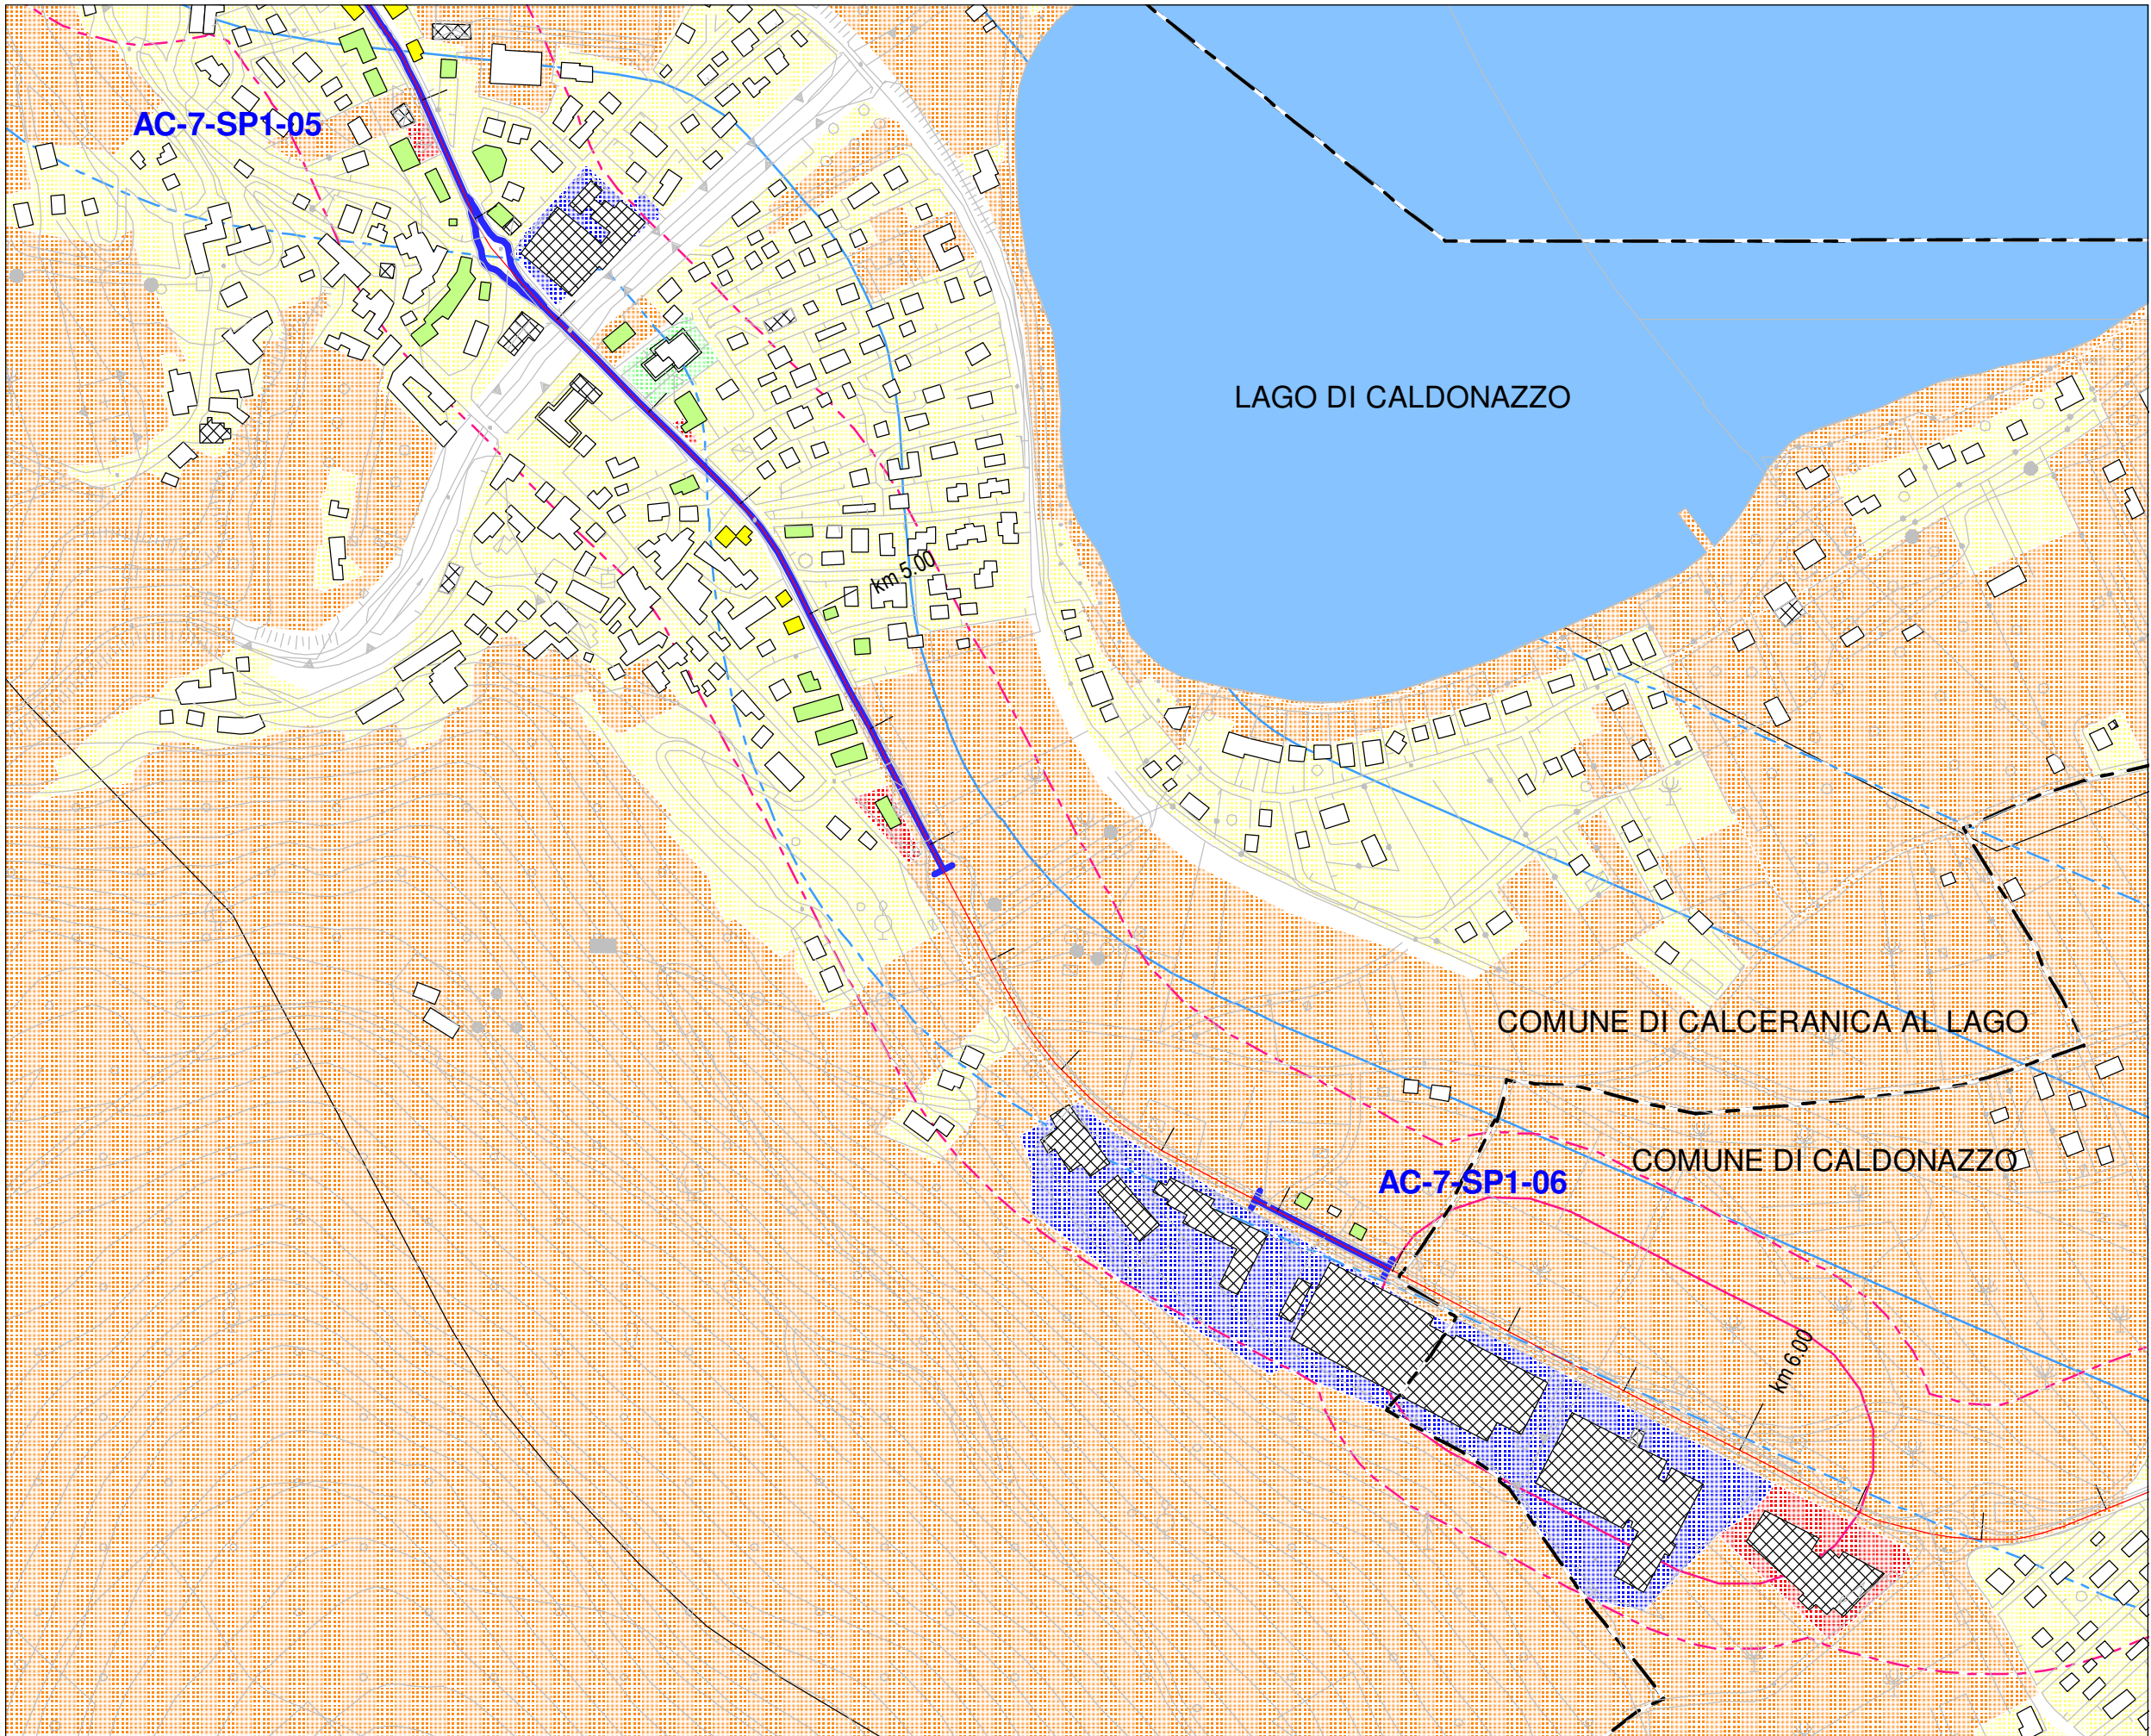 AC-7-SP1-05
LAGO DI CALDONAZZO
km 5.00
COMUNE DI CALCERANICA AL LAGO
COMUNE DI CALDONAZZO
AC-7-SP1-06
km 6.00